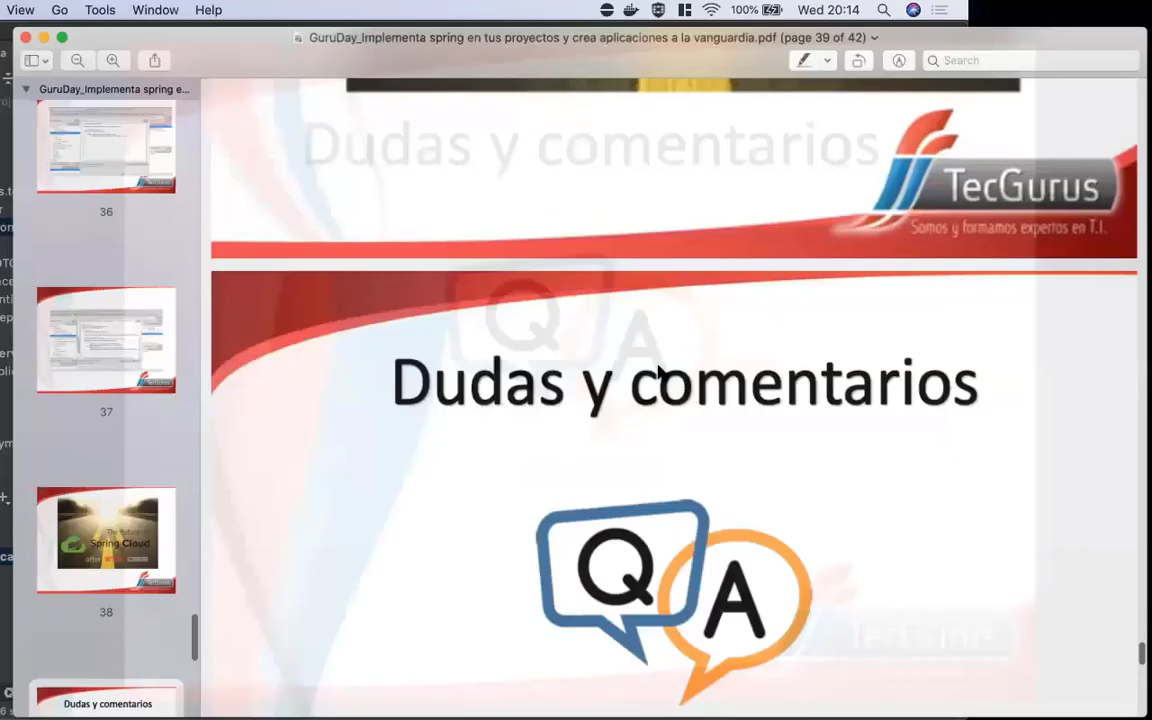 View Go Tools Window Help 100% Wed 20:14
GuruDay_Implementa spring en tus proyectos y crea aplicaciones a la vanguardia.pdf (page 39 of 42)
Search
GuruDay_Implementa spring e...
36
37
The Future
Spring Cloud
38
Dudas y comentarios
Dudas y comentarios
TecGurus
Somos y formamos expertos en T.I.
Dudas y comentarios
Q A
Q A